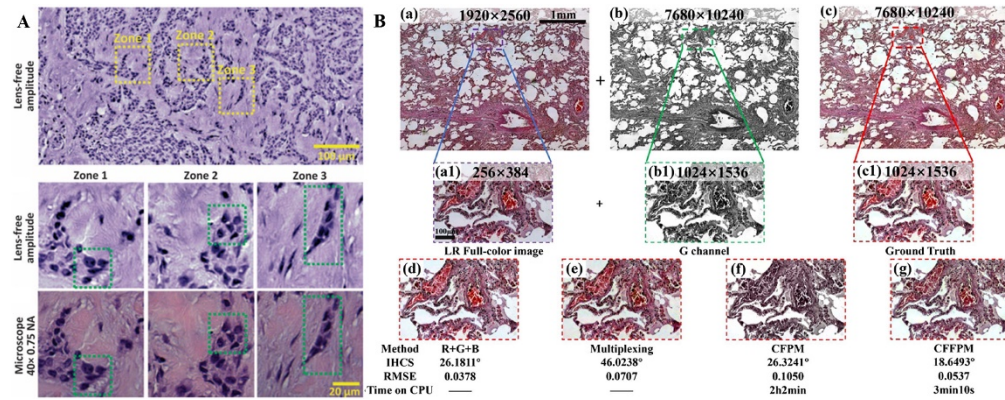 A
Lens-free amplitude
Zone 1
Zone 2
Zone 3
100 um
Zone 1 Zone 2 Zone 3
Lens-free amplitude
Microscope 40× 0.75 NA
20 μm
B
(a) 1920×2560
1mm
+
(b) 7680×10240
(c) 7680×10240
(a1) 256×384
100μm
+
(b1) 1024×1536
(c1) 1024×1536
LR Full-color image G channel Ground Truth
(d) (e) (f) (g)
Method R+G+B Multiplexing CFPM CFFPM
IHCS 26.1811° 46.0238° 26.3241° 18.6493°
RMSE 0.0378 0.0707 0.1050 0.0537
Time on CPU —— —— 2h2min 3min10s